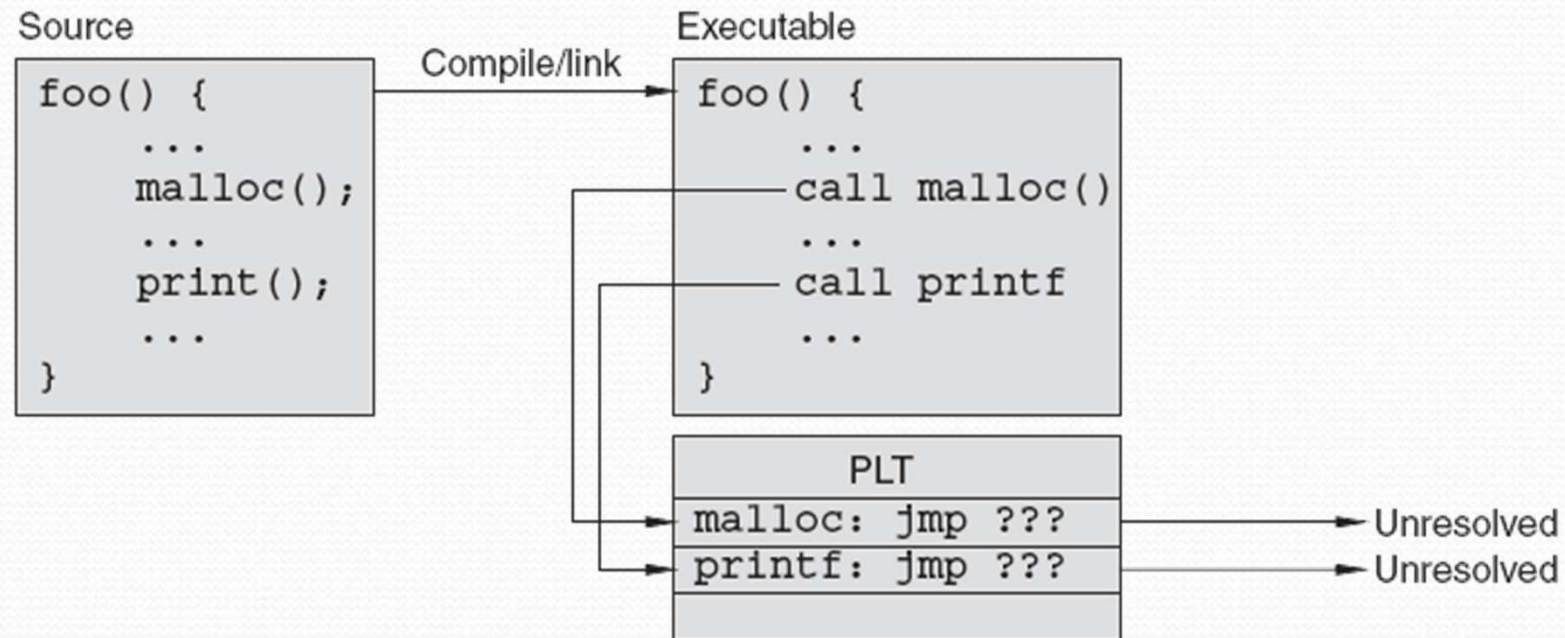 Source
foo() {
...
malloc();
...
print();
...
}
Compile/link
Executable
foo() {
...
call malloc()
...
call printf
...
}
PLT
malloc: jmp ???
printf: jmp ???
Unresolved
Unresolved